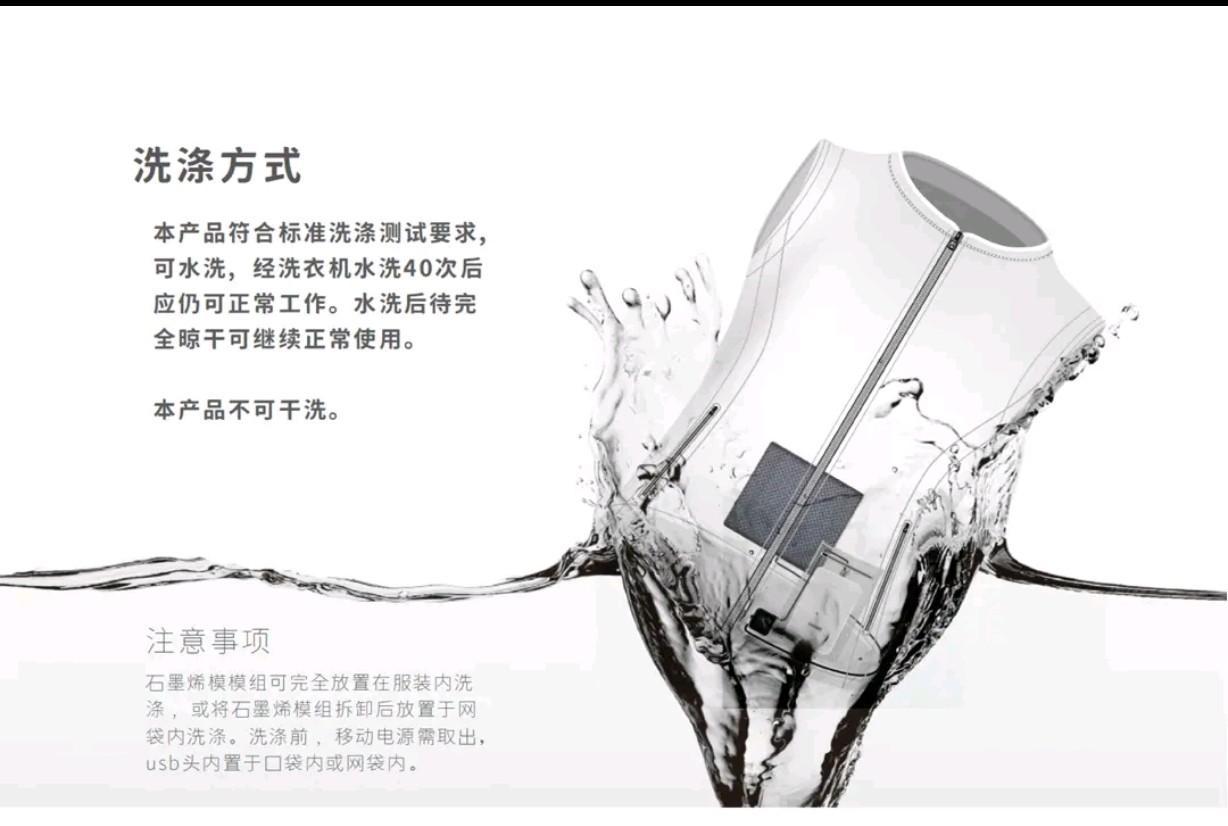 洗涤方式
本产品符合标准洗涤测试要求，
可水洗，经洗衣机水洗40次后
应仍可正常工作。水洗后待完
全晾干可继续正常使用。
本产品不可干洗。
注意事项
石墨烯模模组可完全放置在服装内洗
涤，或将石墨烯模组拆卸后放置于网
袋内洗涤。洗涤前，移动电源需取出，
usb头内置于口袋内或网袋内。